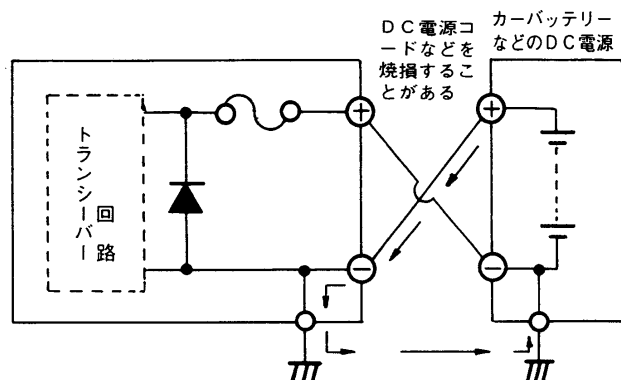 DC電源コ
ードなどを
焼損するこ
とがある
カーバッテリー
などのDC電源
トランシーバー
回路
+
+
−
−